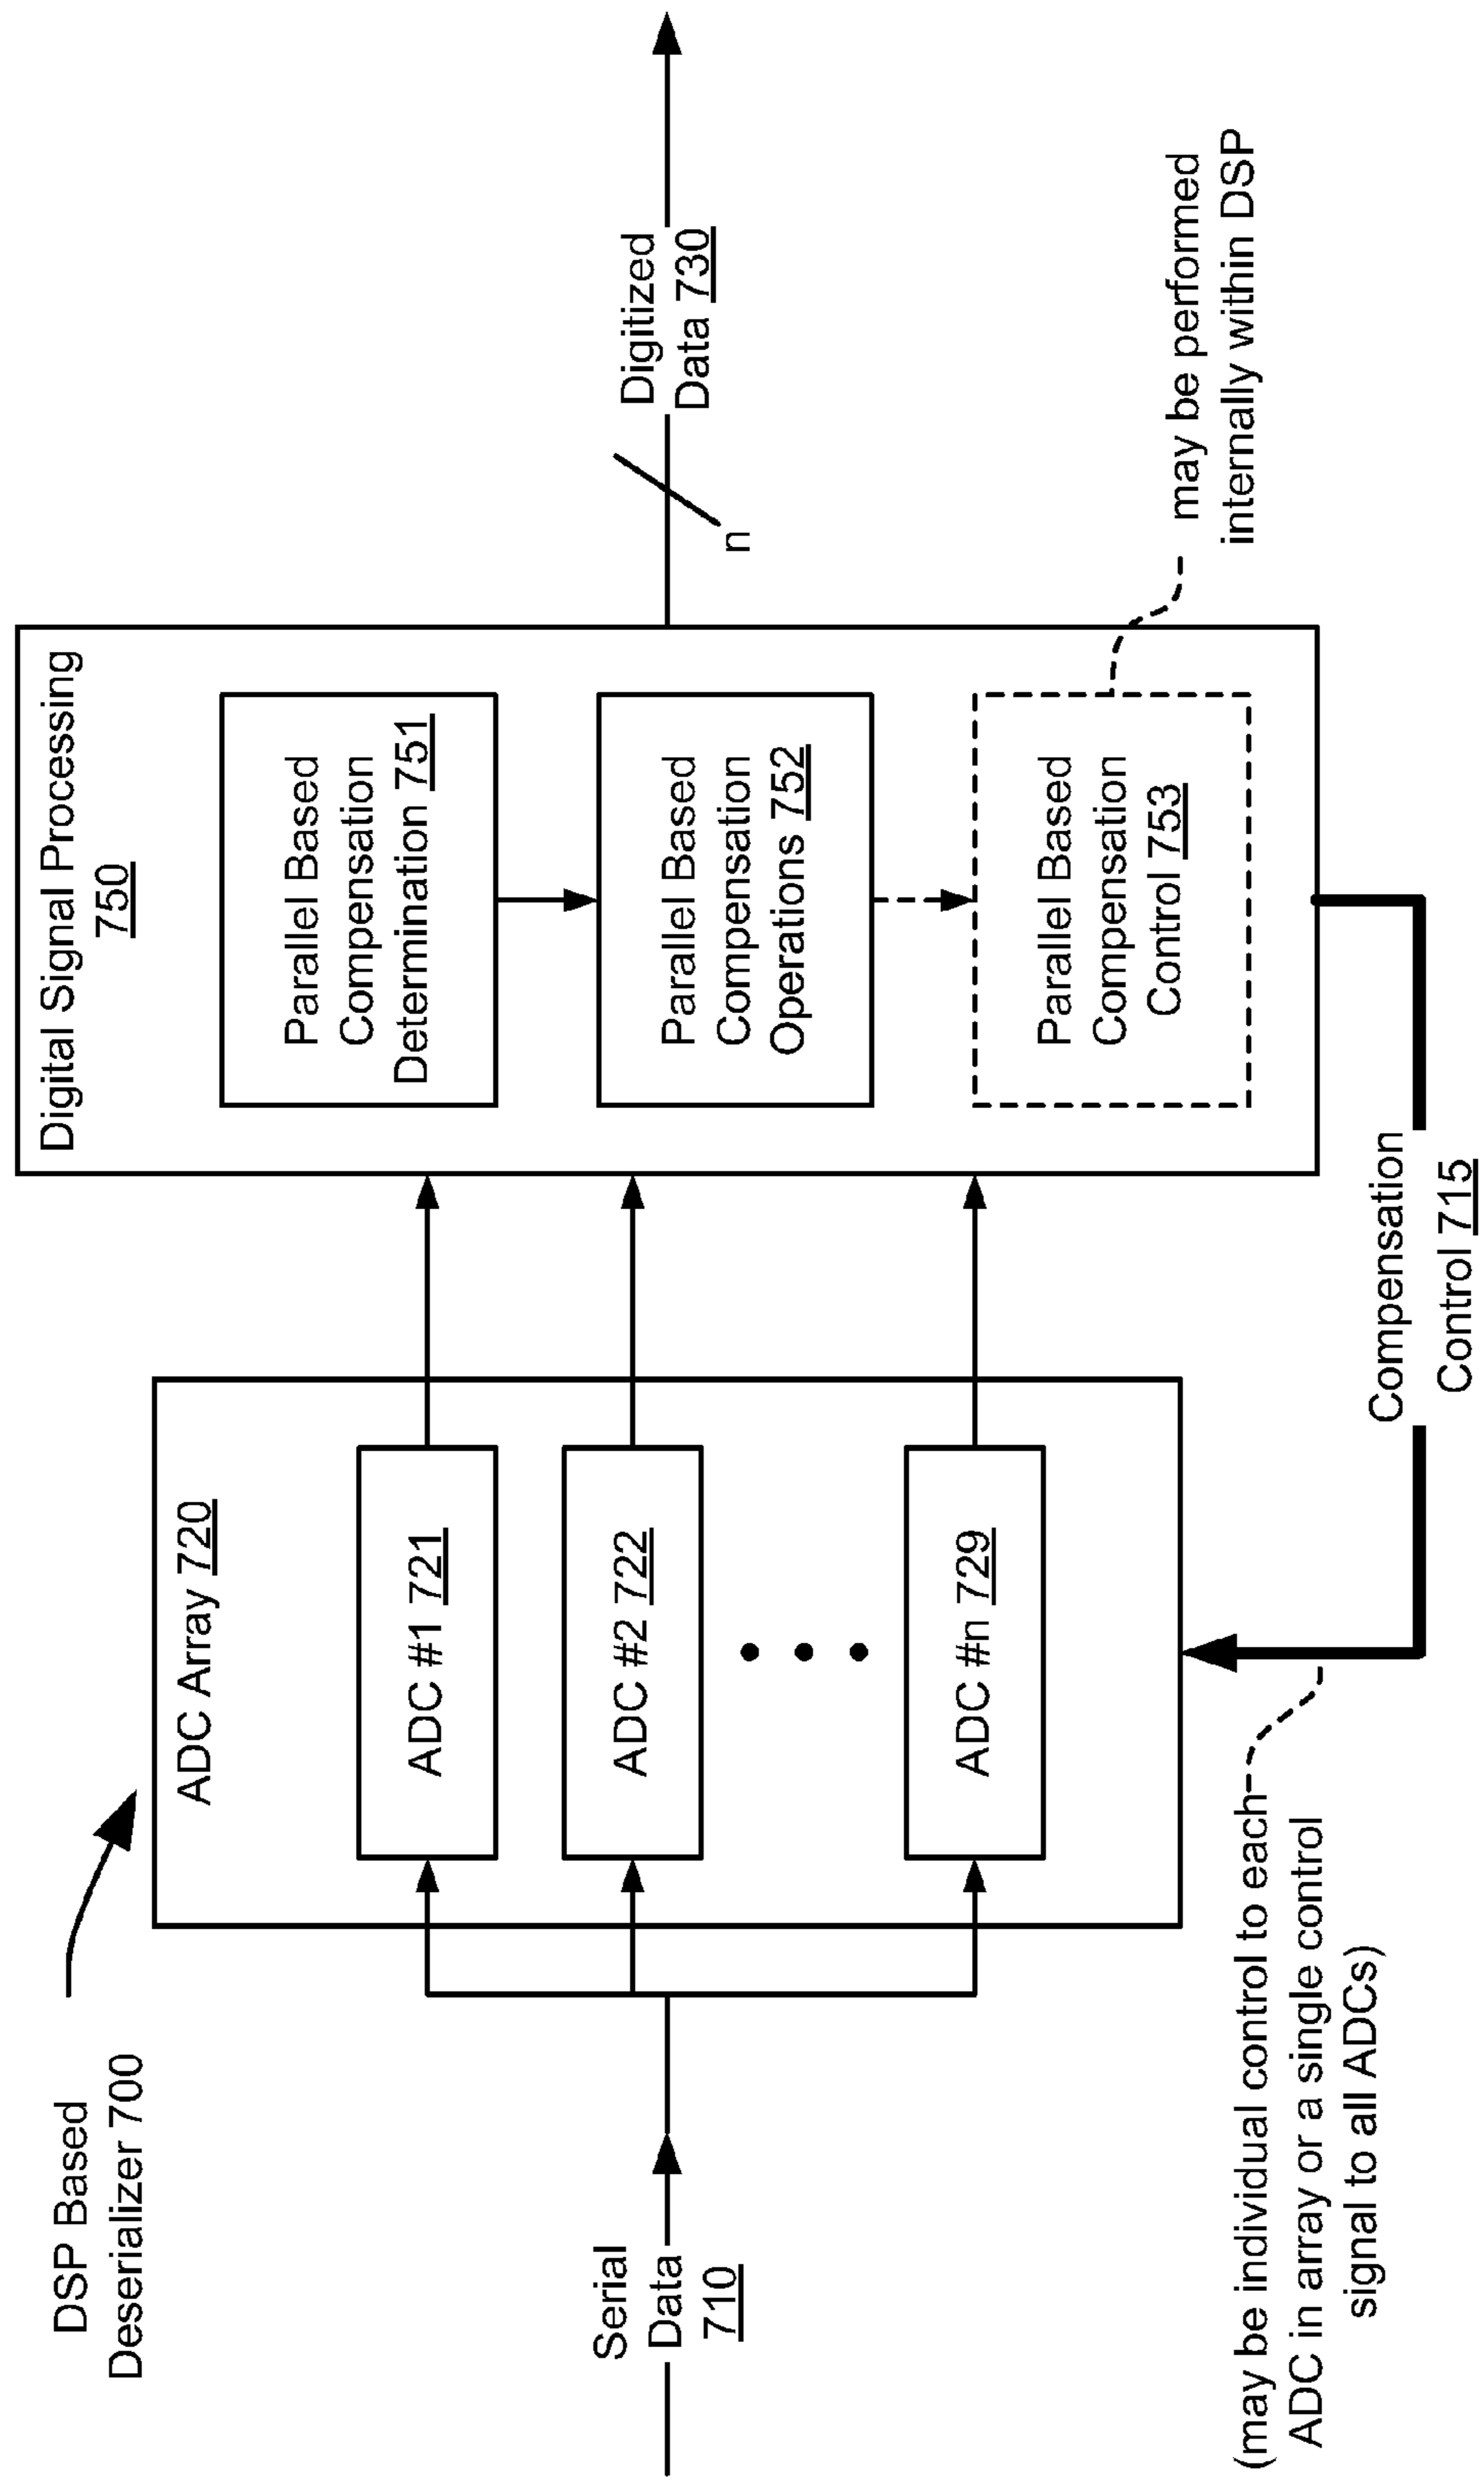 DSP Based
Deserializer 700
Serial
Data
710
ADC Array 720
ADC #1 721
ADC #2 722
ADC #n 729
(may be individual control to each
ADC in array or a single control
signal to all ADCs)
Compensation
Control 715
Digital Signal Processing
750
Parallel Based
Compensation
Determination 751
Parallel Based
Compensation
Operations 752
Parallel Based
Compensation
Control 753
n
Digitized
Data 730
may be performed
internally within DSP